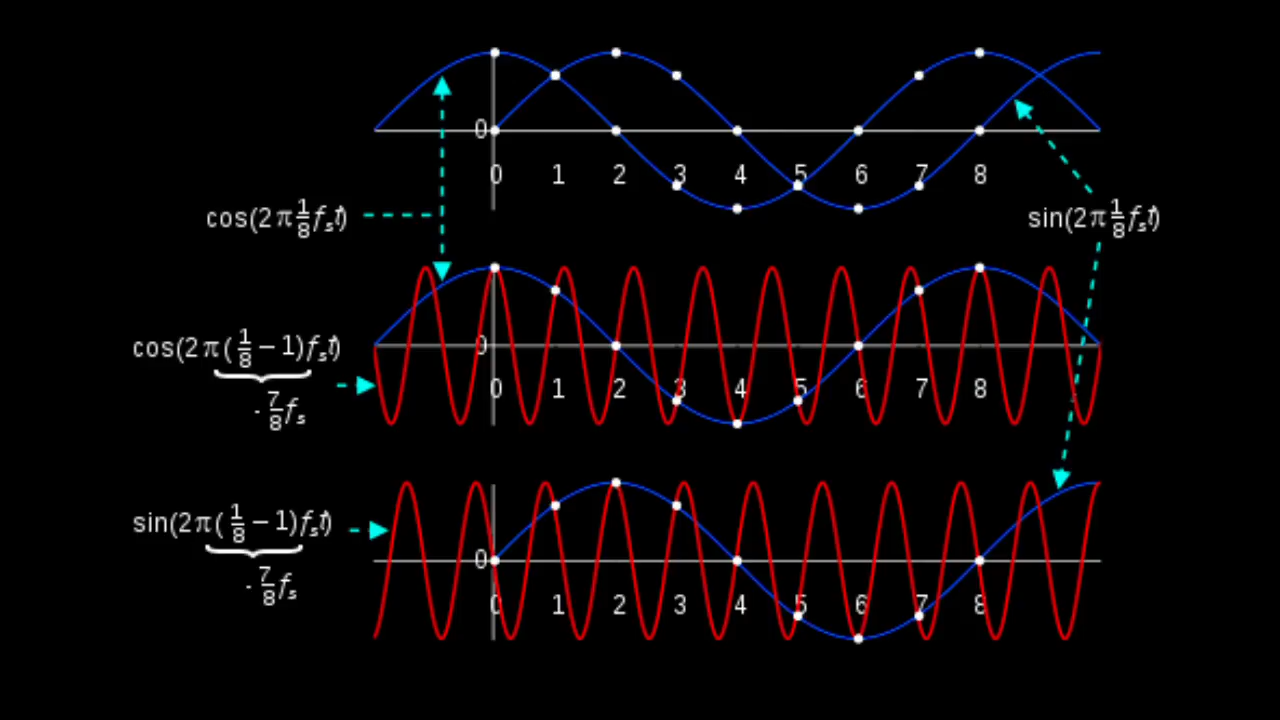 0
0 1 2 3 4 5 6 7 8
cos(2π⅛fₛt)
sin(2π⅛fₛt)
cos(2π(⅛−1)fₛt)
0
0 1 2 3 4 5 6 7 8
-⅞fₛ
sin(2π(⅛−1)fₛt)
0
-⅞fₛ
0 1 2 3 4 5 6 7 8